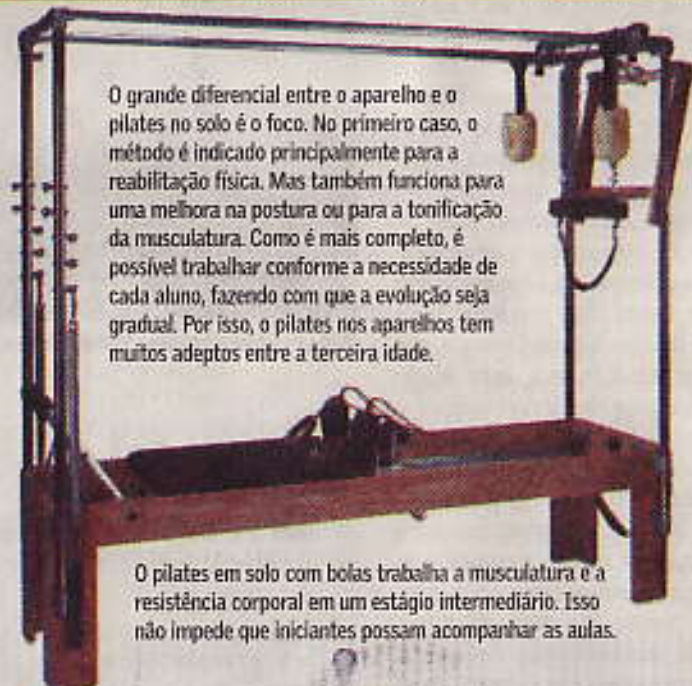 O grande diferencial entre o aparelho e o
pilates no solo é o foco. No primeiro caso, o
método é indicado principalmente para a
reabilitação física. Mas também funciona para
uma melhora na postura ou para a tonificação
da musculatura. Como é mais completo, é
possível trabalhar conforme a necessidade de
cada aluno, fazendo com que a evolução seja
gradual. Por isso, o pilates nos aparelhos tem
muitos adeptos entre a terceira idade.
O pilates em solo com bolas trabalha a musculatura e a
resistência corporal em um estágio intermediário. Isso
não impede que iniciantes possam acompanhar as aulas.